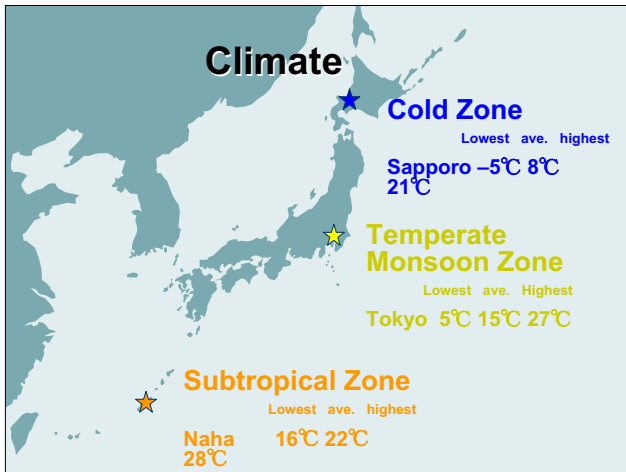 Climate
Cold Zone
Lowest ave. highest
Sapporo –5℃ 8℃
21℃
Temperate
Monsoon Zone
Lowest ave. Highest
Tokyo 5℃ 15℃ 27℃
Subtropical Zone
Lowest ave. highest
Naha 16℃ 22℃
28℃